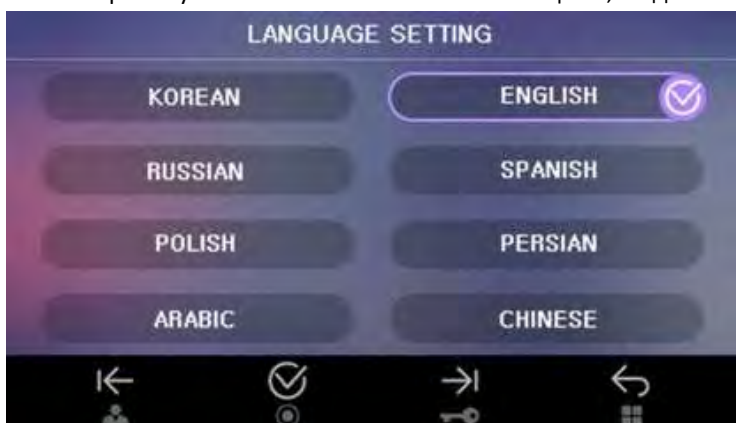 LANGUAGE SETTING
KOREAN ENGLISH
RUSSIAN SPANISH
POLISH PERSIAN
ARABIC CHINESE